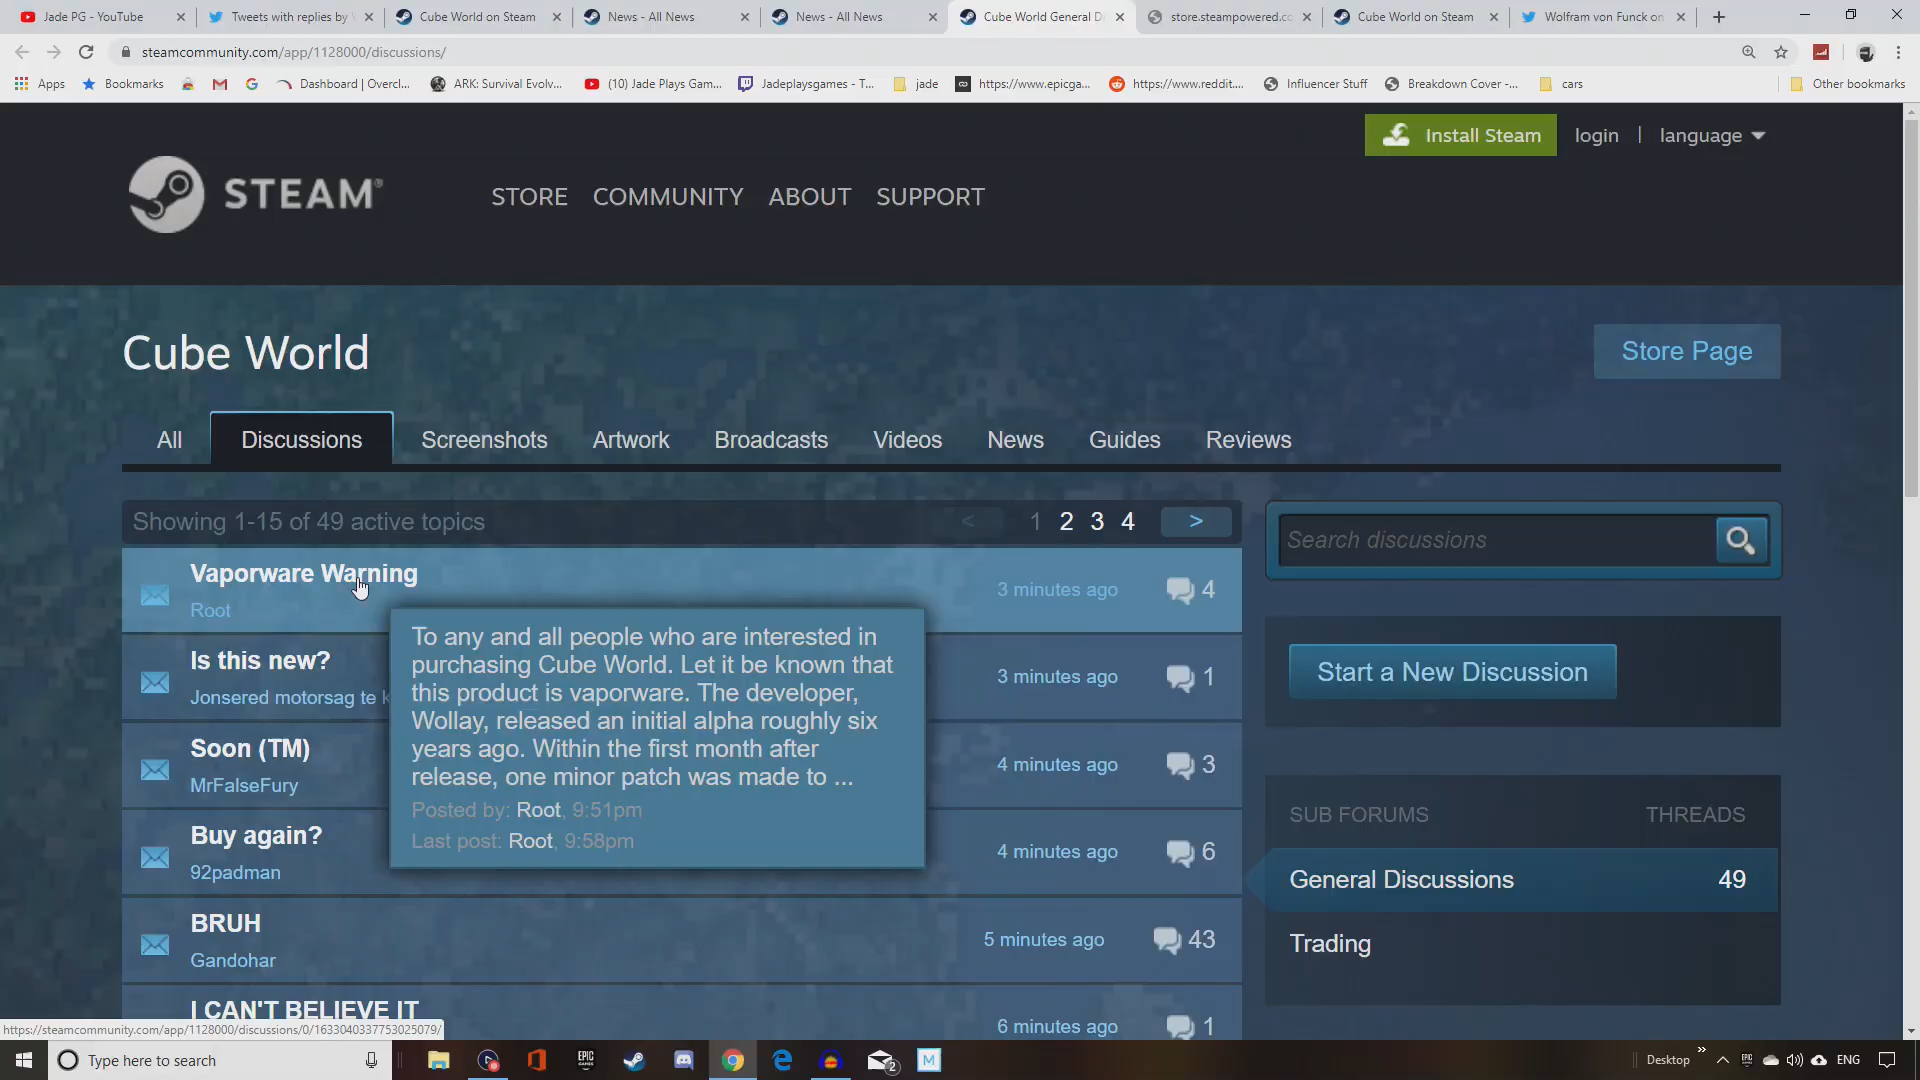 Jade PG - YouTube
Tweets with replies by
Cube World on Steam
News - All News
News - All News
Cube World General D
store.steampowered.co
Cube World on Steam
Wolfram von Funck on
steamcommunity.com/app/1128000/discussions/
Apps
Bookmarks
Dashboard | Overcl...
ARK: Survival Evolv...
(10) Jade Plays Gam...
Jadeplaysgames - T...
jade
https://www.epicga...
https://www.reddit....
Influencer Stuff
Breakdown Cover -...
cars
Other bookmarks
Install Steam
login | language
STEAM®
STORE COMMUNITY ABOUT SUPPORT
Cube World
Store Page
All Discussions Screenshots Artwork Broadcasts Videos News Guides Reviews
Showing 1-15 of 49 active topics
< 1 2 3 4 >
Search discussions
Vaporware Warning
Root
3 minutes ago 4
To any and all people who are interested in
purchasing Cube World. Let it be known that
this product is vaporware. The developer,
Wollay, released an initial alpha roughly six
years ago. Within the first month after
release, one minor patch was made to ...
Posted by: Root, 9:51pm
Last post: Root, 9:58pm
Is this new?
Jonsered motorsag te k
3 minutes ago 1
Start a New Discussion
Soon (TM)
MrFalseFury
4 minutes ago 3
SUB FORUMS THREADS
Buy again?
92padman
4 minutes ago 6
General Discussions 49
BRUH
Gandohar
5 minutes ago 43
Trading
I CAN'T BELIEVE IT
6 minutes ago 1
https://steamcommunity.com/app/1128000/discussions/0/1633040337753025079/
Type here to search
EPIC GAMES
2
M
Desktop »
ENG